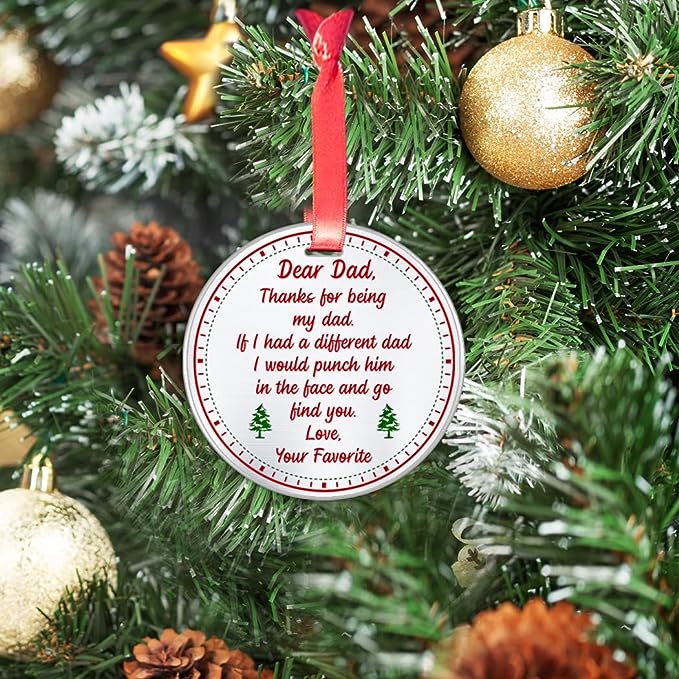 Dear Dad,
Thanks for being
my dad.
If I had a different dad
I would punch him
in the face and go
find you.
Love,
Your Favorite